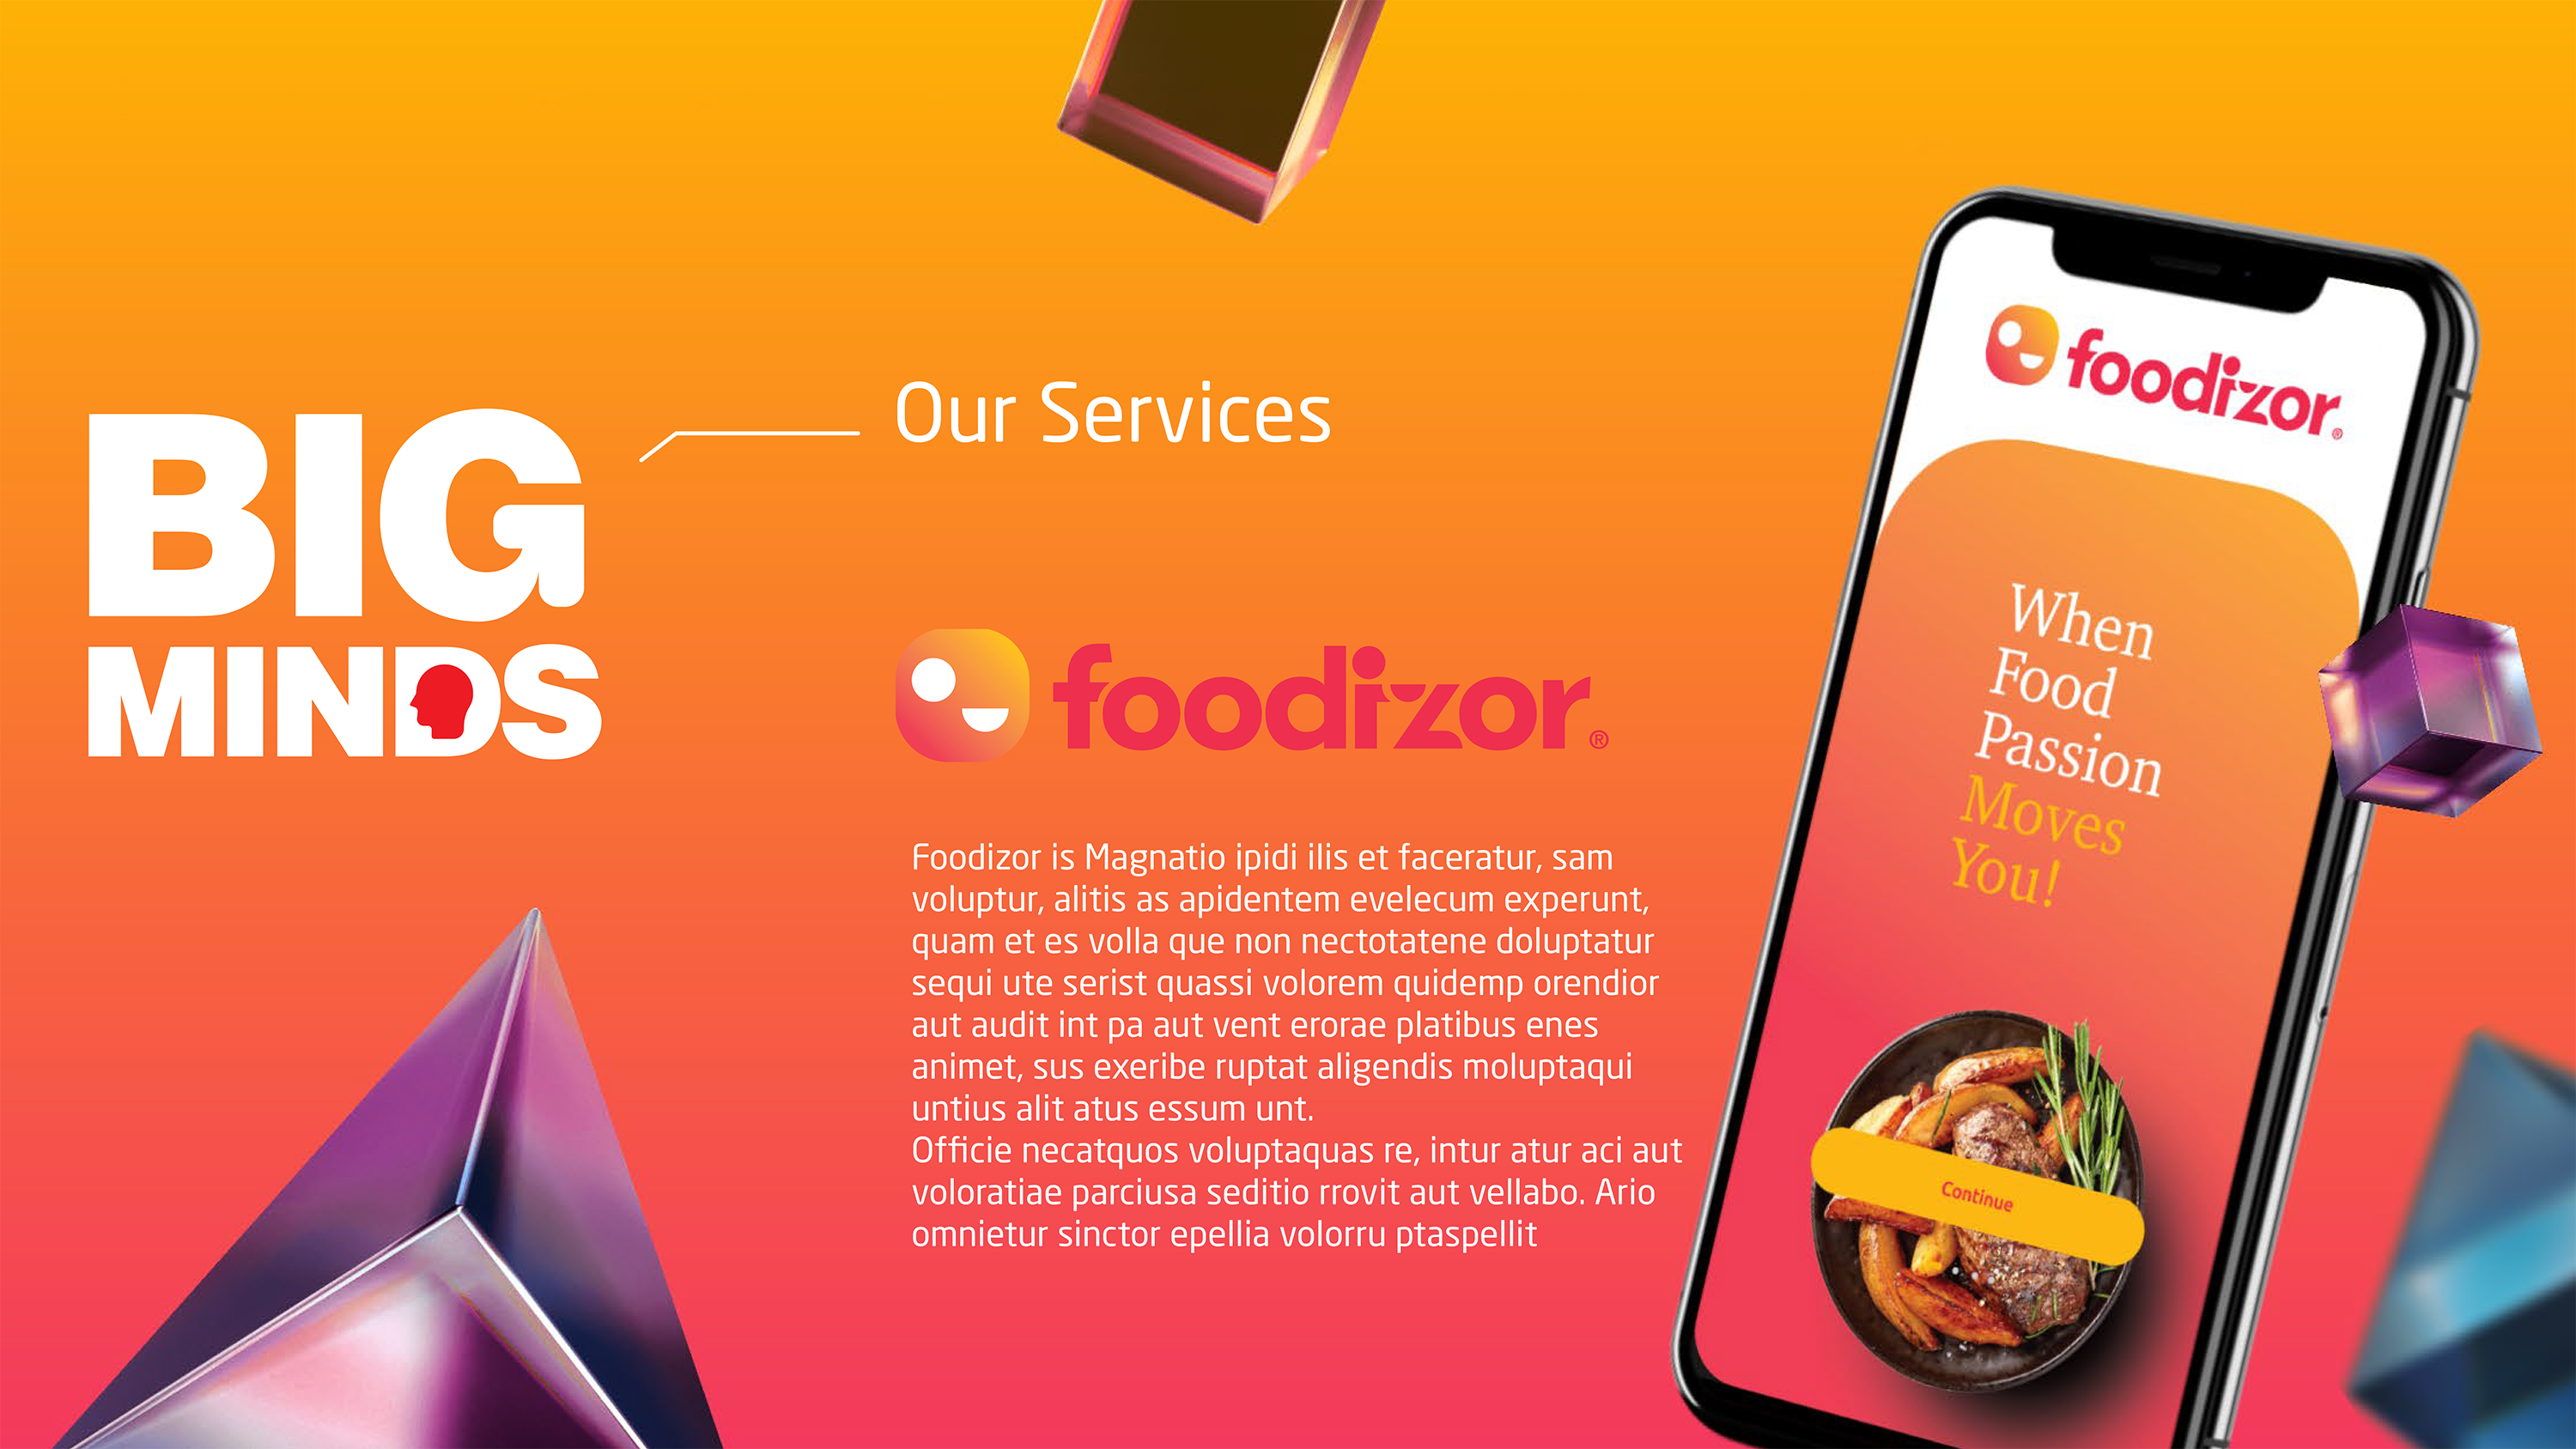 BIG
MINDS
Our Services
foodizor®
Foodizor is Magnatio ipidi ilis et faceratur, sam
voluptur, alitis as apidentem evelecum experunt,
quam et es volla que non nectotatene doluptatur
sequi ute serist quassi volorem quidemp orendior
aut audit int pa aut vent erorae platibus enes
animet, sus exeribe ruptat aligendis moluptaqui
untius alit atus essum unt.
Officie necatquos voluptaquas re, intur atur aci aut
voloratiae parciusa seditio rrovit aut vellabo. Ario
omnietur sinctor epellia volorru ptaspellit
foodizor®
When
Food
Passion
Moves
You!
Continue